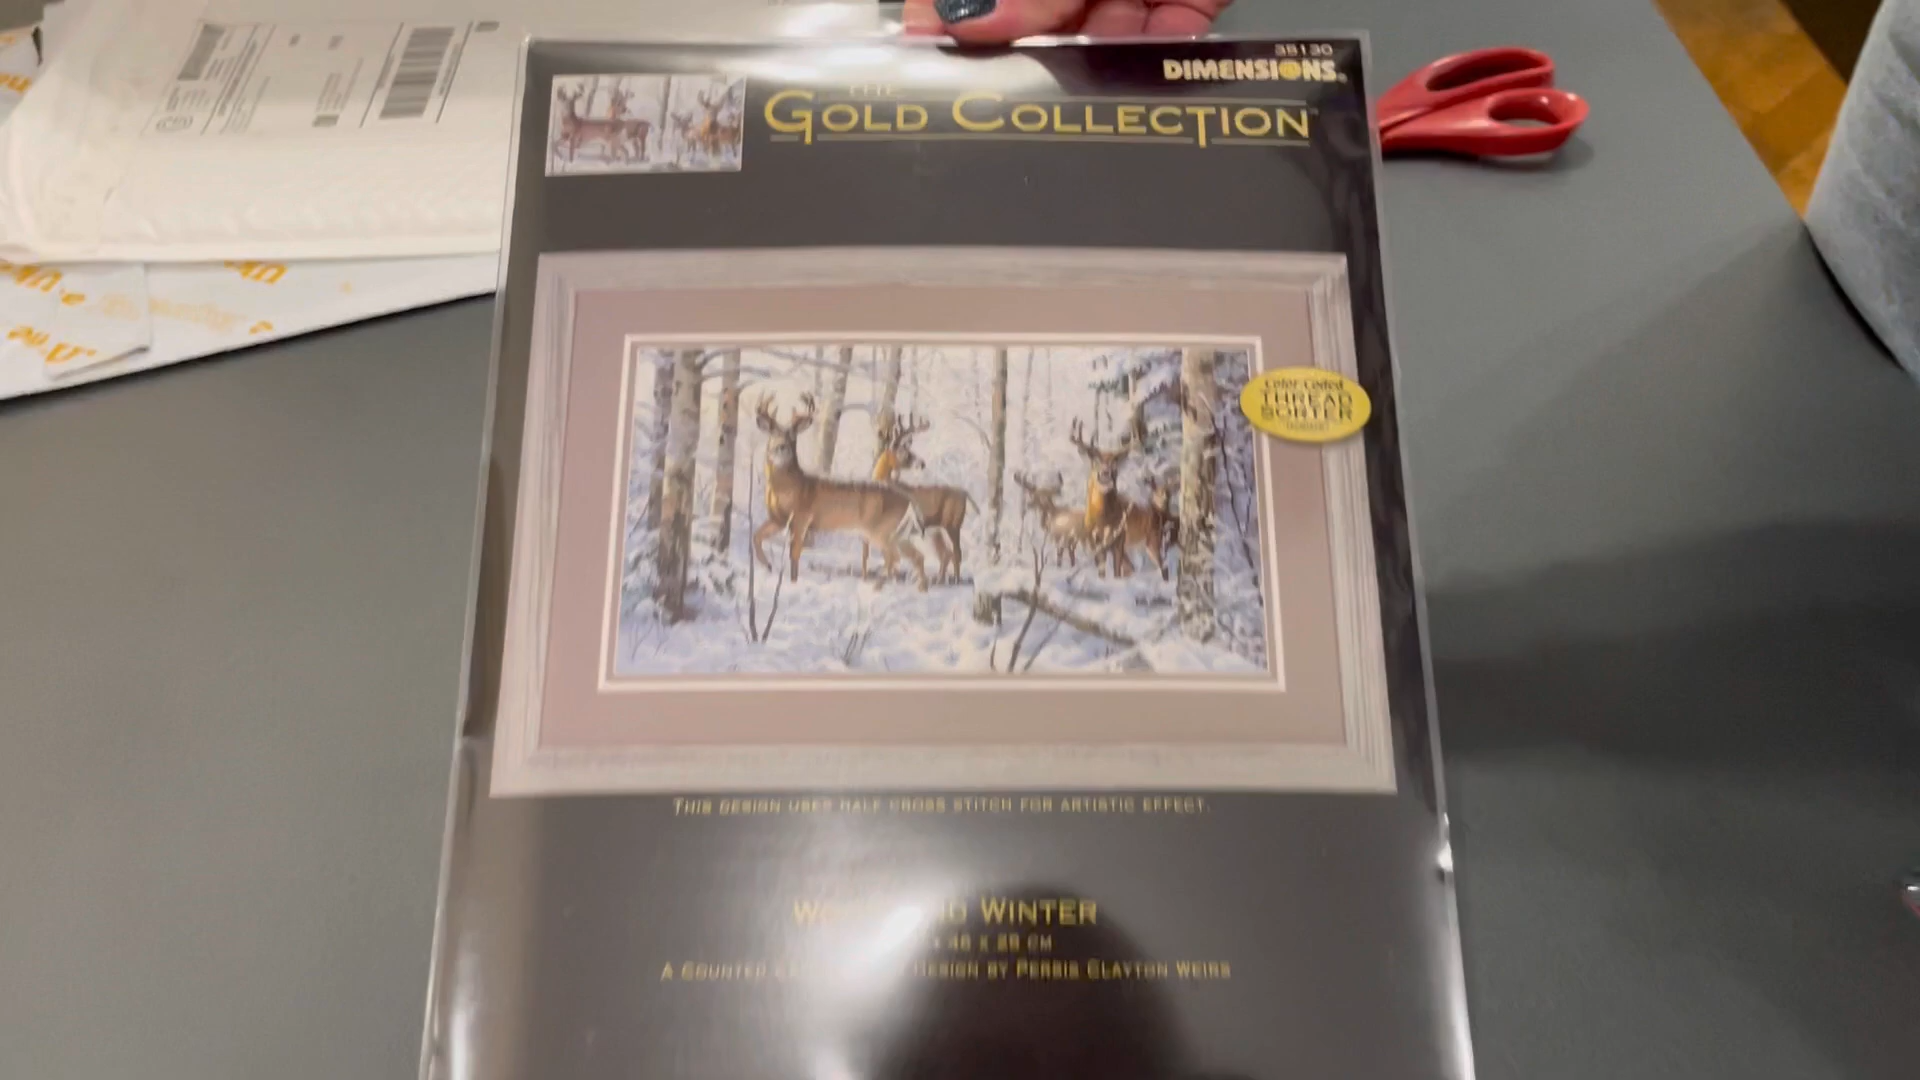 35130
DIMENSIONS®
THE
GOLD COLLECTION™
Color Coded
THREAD
SORTER
THIS DESIGN USES HALF CROSS STITCH FOR ARTISTIC EFFECT.
WINTER
46 X 25 CM
A COUNTED DESIGN BY PERSIS CLAYTON WEIRS